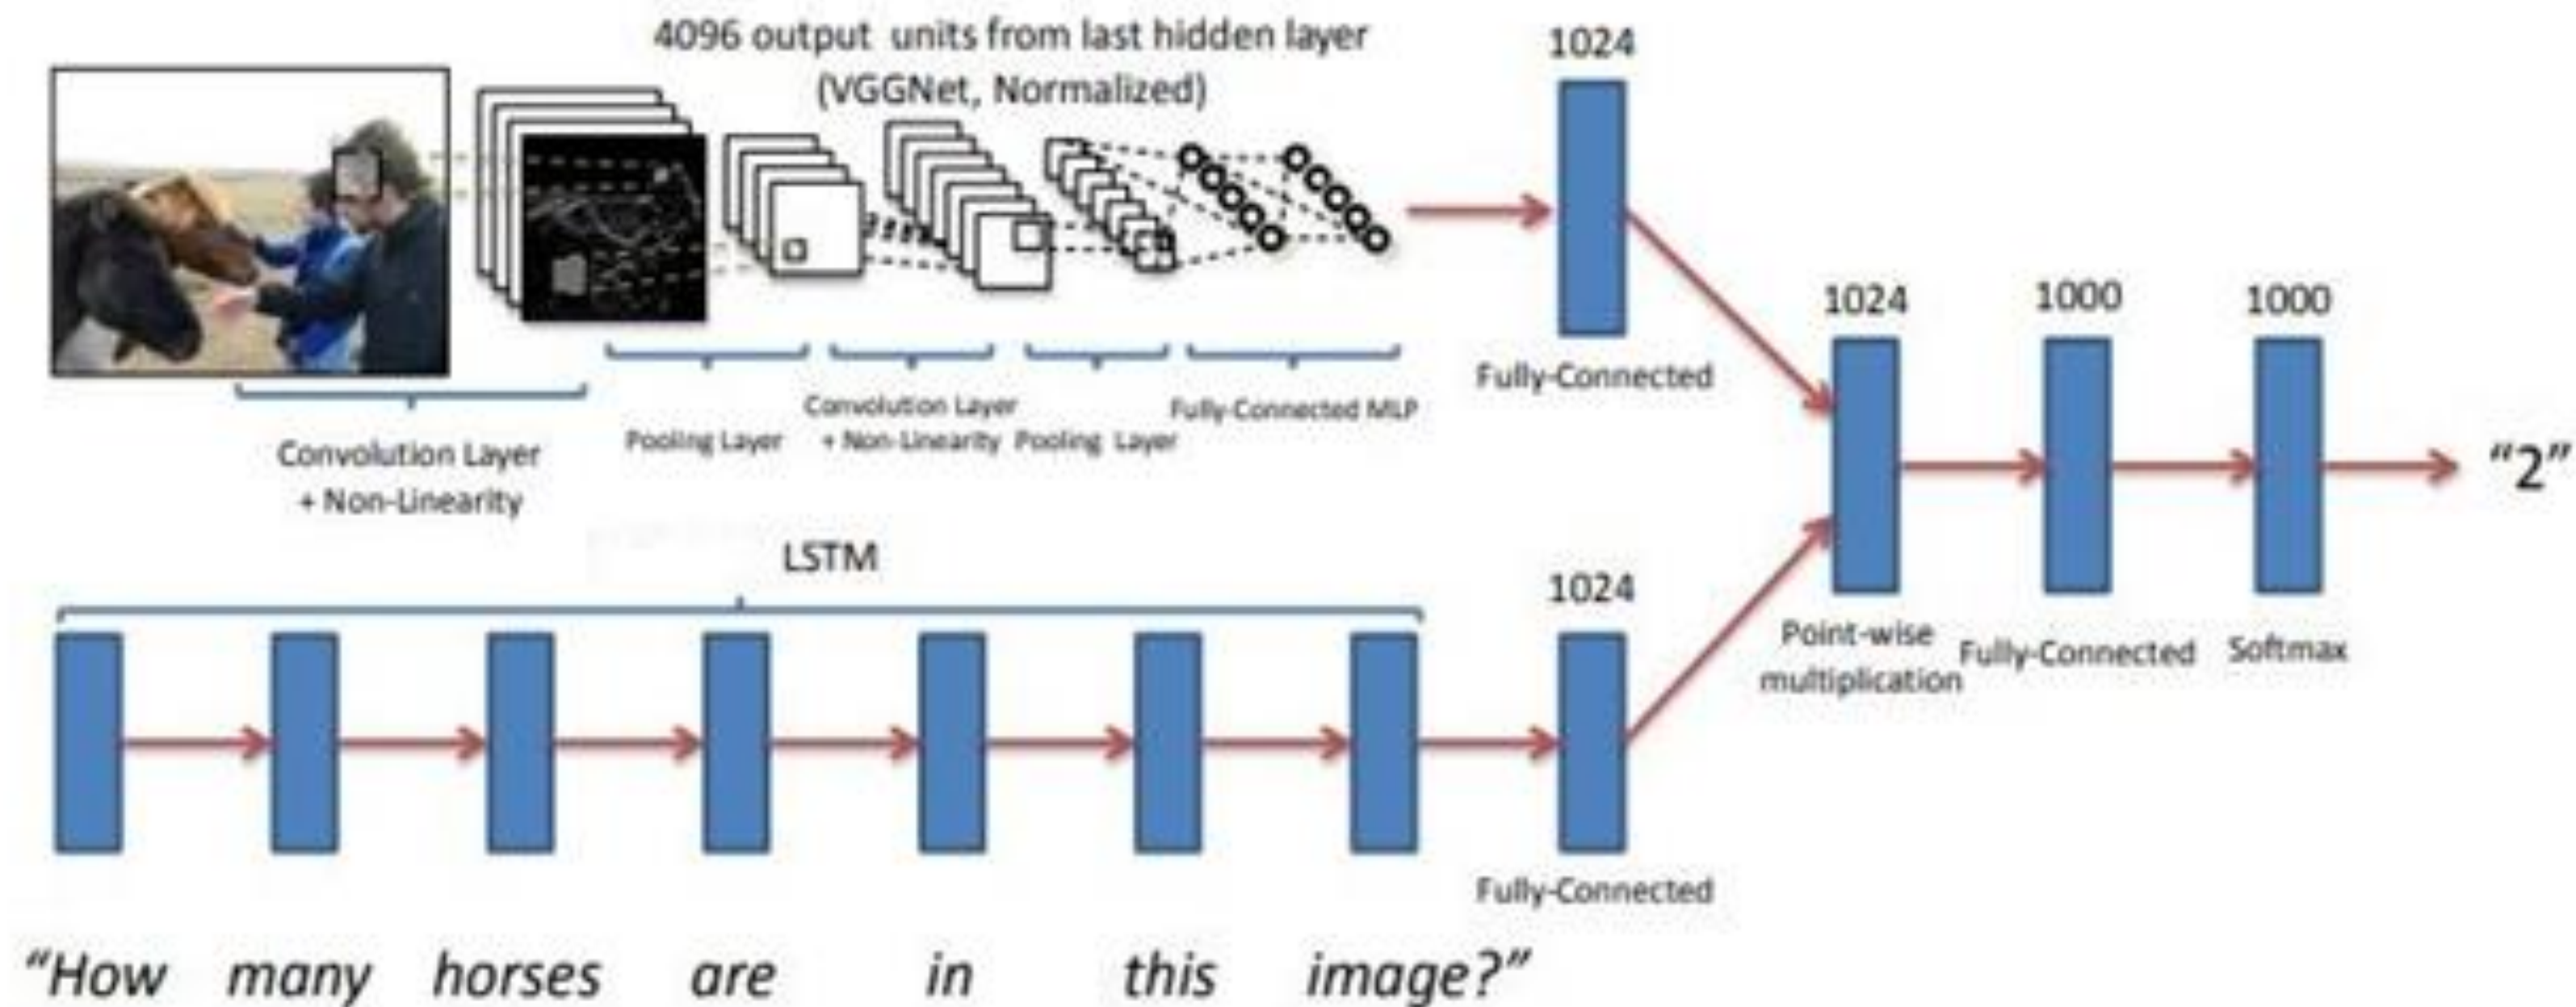 4096 output units from last hidden layer
(VGGNet, Normalized)
1024
Fully-Connected
Convolution Layer
+ Non-Linearity
Pooling Layer
Convolution Layer
+ Non-Linearity
Pooling Layer
Fully-Connected MLP
1024
Point-wise
multiplication
1000
Fully-Connected
1000
Softmax
“2”
LSTM
1024
Fully-Connected
“How many horses are in this image?”